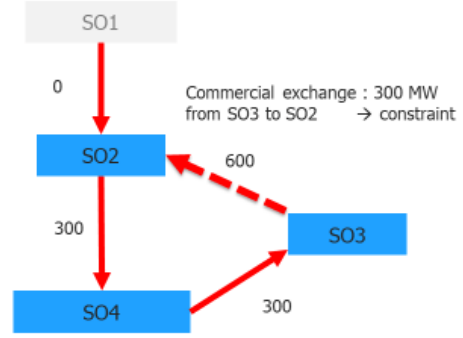 SO1
0
Commercial exchange : 300 MW
from SO3 to SO2 → constraint
SO2
600
300
SO3
SO4
300